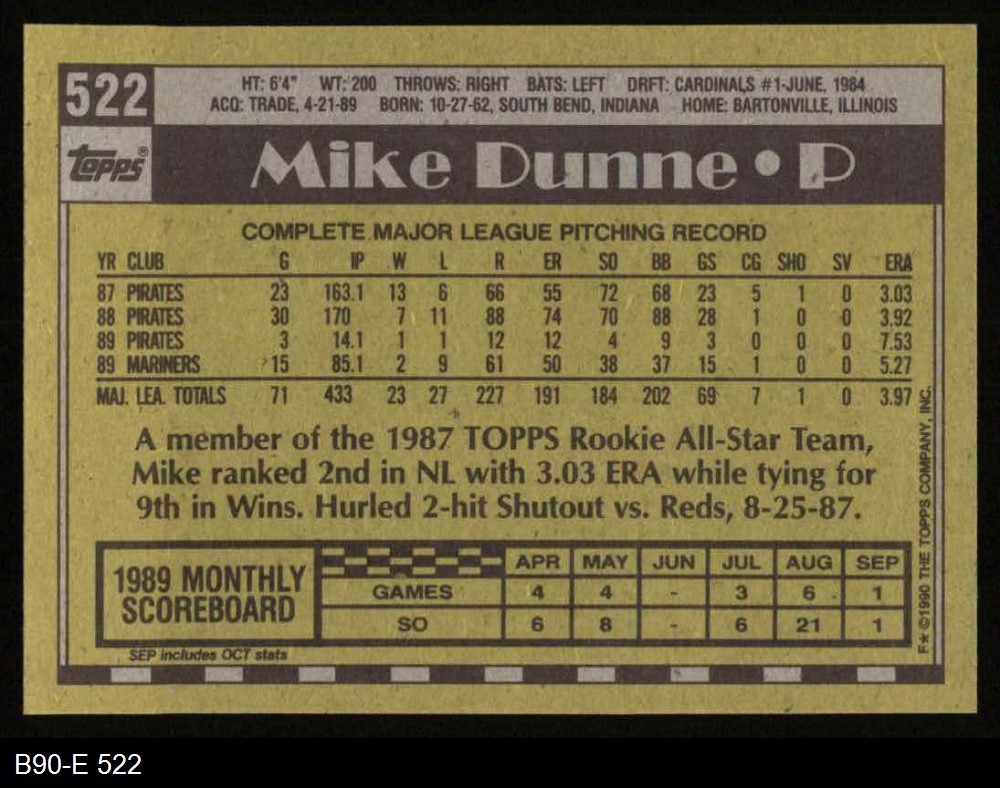 522
HT: 6'4" WT: 200 THROWS: RIGHT BATS: LEFT DRFT: CARDINALS #1-JUNE, 1984
ACQ: TRADE, 4-21-89 BORN: 10-27-62, SOUTH BEND, INDIANA HOME: BARTONVILLE, ILLINOIS
topps®
Mike Dunne • P
COMPLETE MAJOR LEAGUE PITCHING RECORD
YR CLUB G IP W L R ER SO BB GS CG SHO SV ERA
87 PIRATES 23 163.1 13 6 66 55 72 68 23 5 1 0 3.03
88 PIRATES 30 170 7 11 88 74 70 88 28 1 0 0 3.92
89 PIRATES 3 14.1 1 1 12 12 4 9 3 0 0 0 7.53
89 MARINERS 15 85.1 2 9 61 50 38 37 15 1 0 0 5.27
MAJ. LEA. TOTALS 71 433 23 27 227 191 184 202 69 7 1 0 3.97
A member of the 1987 TOPPS Rookie All-Star Team,
Mike ranked 2nd in NL with 3.03 ERA while tying for
9th in Wins. Hurled 2-hit Shutout vs. Reds, 8-25-87.
1989 MONTHLY
SCOREBOARD
APR MAY JUN JUL AUG SEP
GAMES 4 4 - 3 6 1
SO 6 8 - 6 21 1
SEP includes OCT stats
F★ ©1990 THE TOPPS COMPANY, INC.
B90-E 522